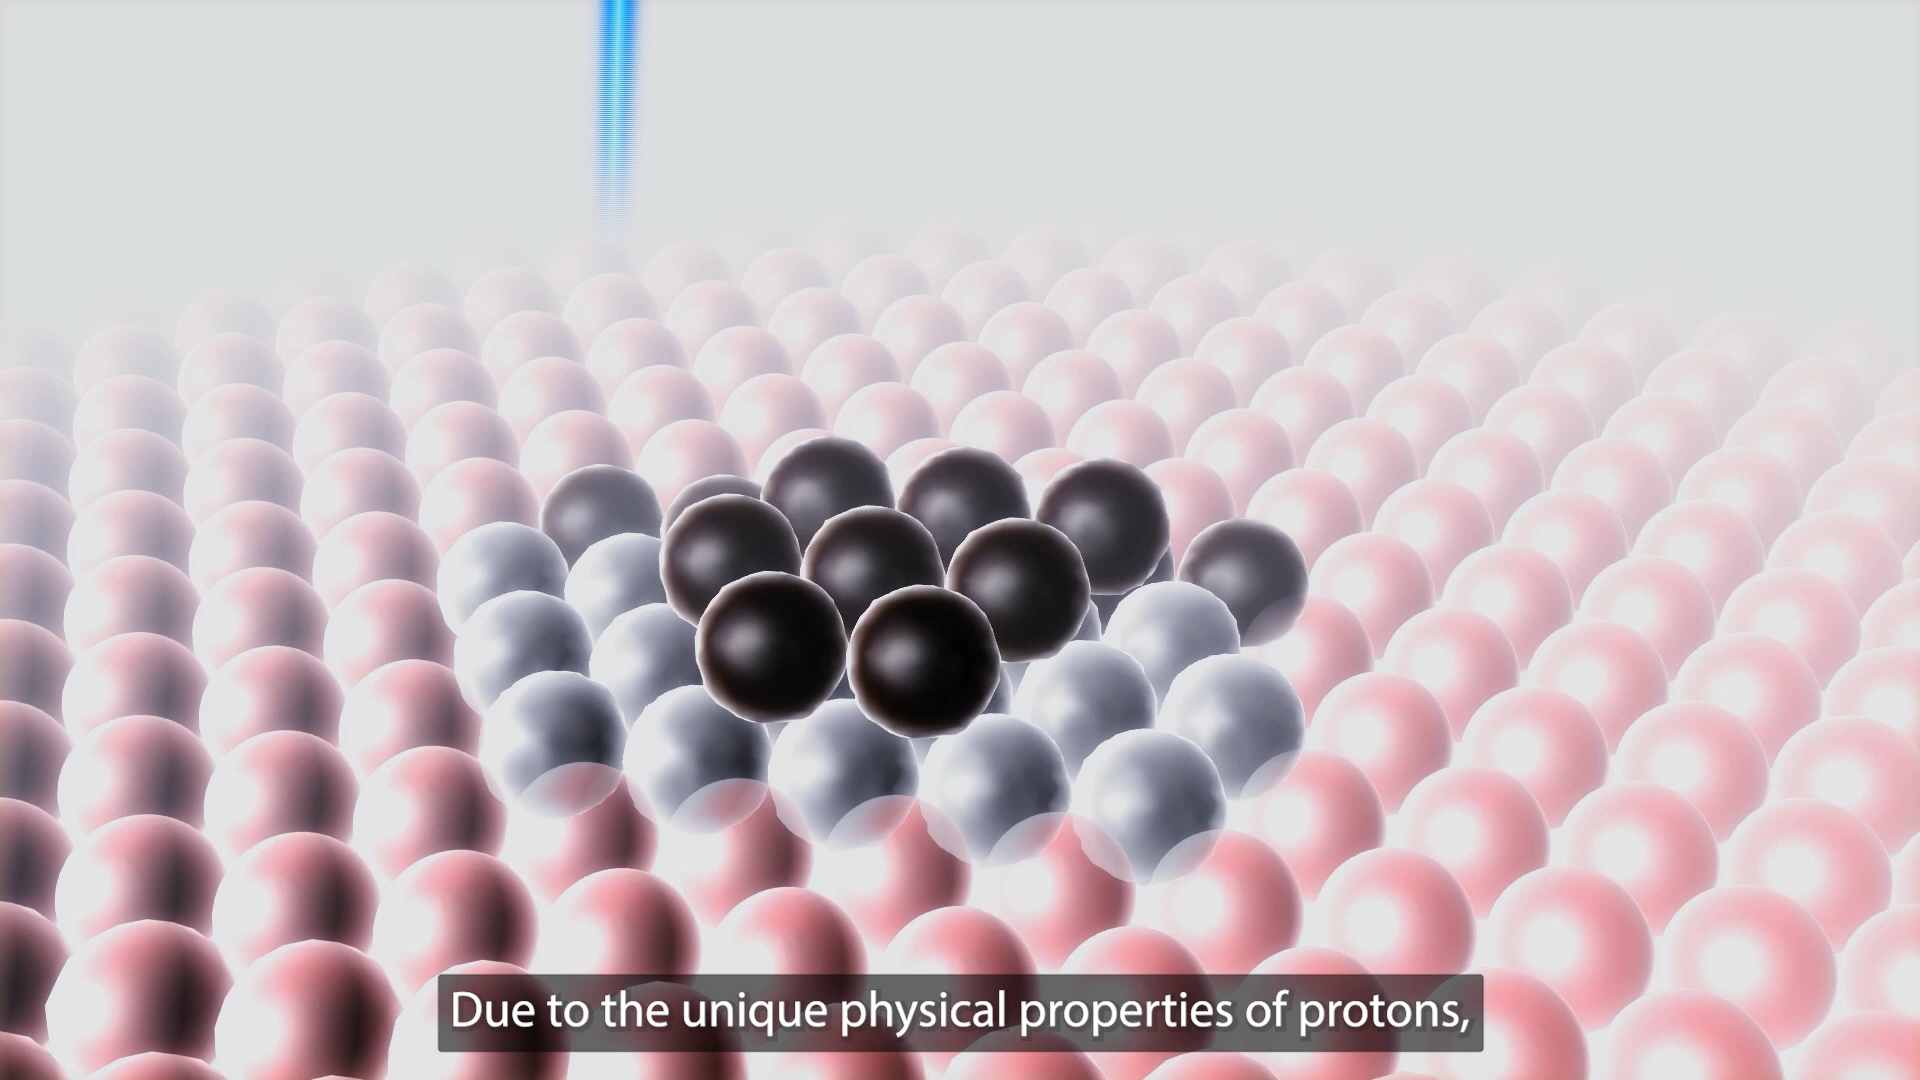 Due to the unique physical properties of protons,